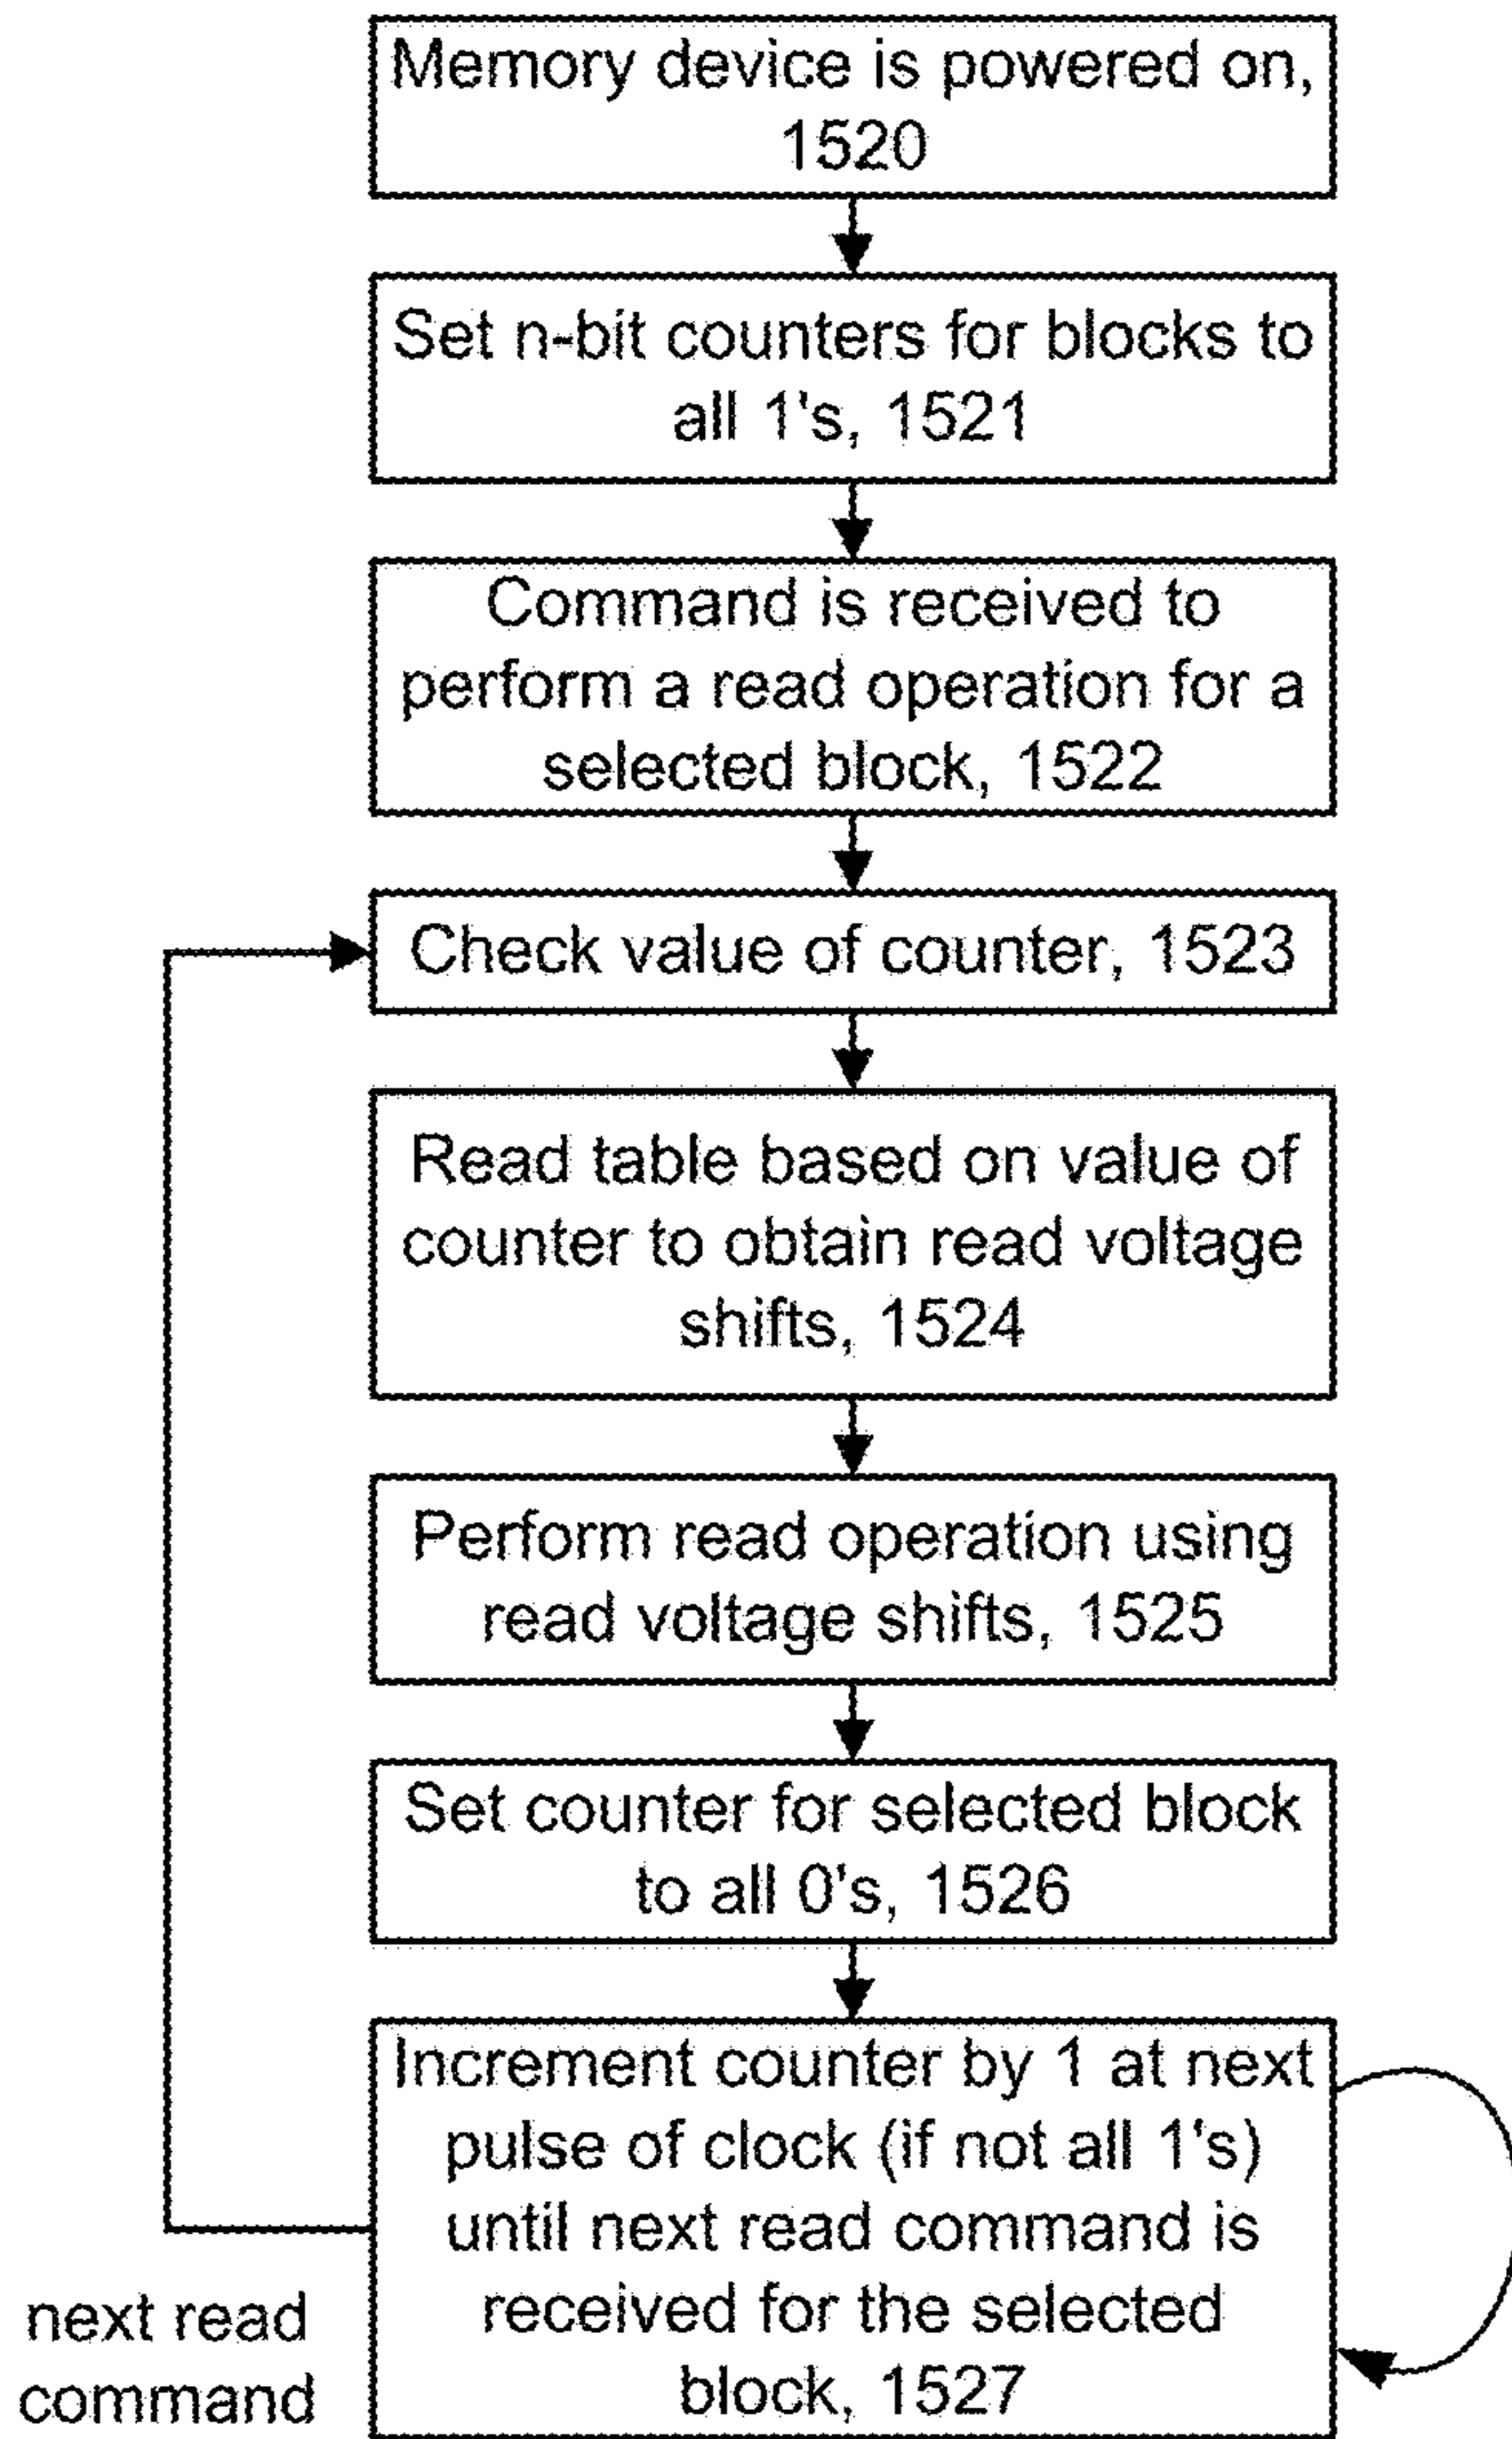 Memory device is powered on,
1520
Set n-bit counters for blocks to
all 1's, 1521
Command is received to
perform a read operation for a
selected block, 1522
Check value of counter, 1523
Read table based on value of
counter to obtain read voltage
shifts, 1524
Perform read operation using
read voltage shifts, 1525
Set counter for selected block
to all 0's, 1526
Increment counter by 1 at next
pulse of clock (if not all 1's)
until next read command is
received for the selected
block, 1527
next read
command